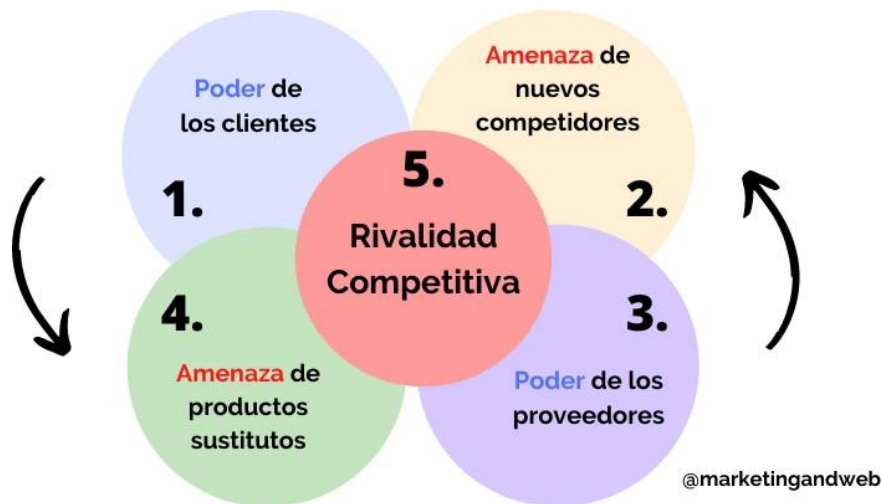 Poder de
los clientes
1.
Amenaza de
nuevos
competidores
2.
5.
Rivalidad
Competitiva
4.
Amenaza de
productos
sustitutos
3.
Poder de los
proveedores
@marketingandweb